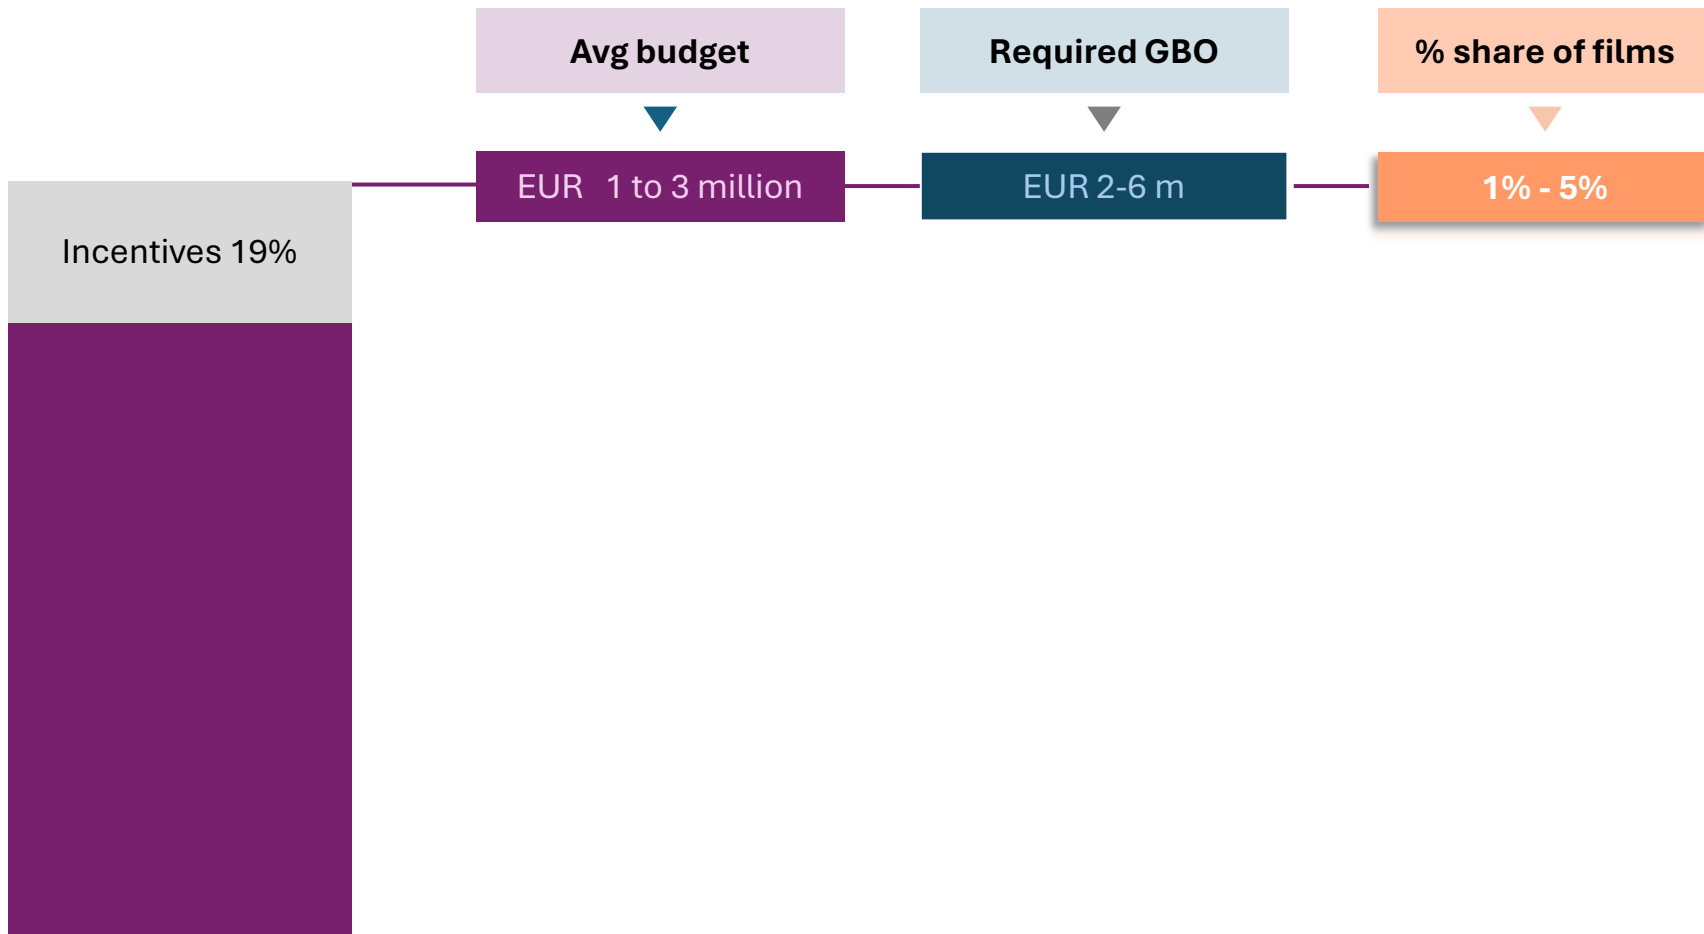 Avg budget
Required GBO
% share of films
EUR 1 to 3 million
EUR 2-6 m
1% - 5%
Incentives 19%